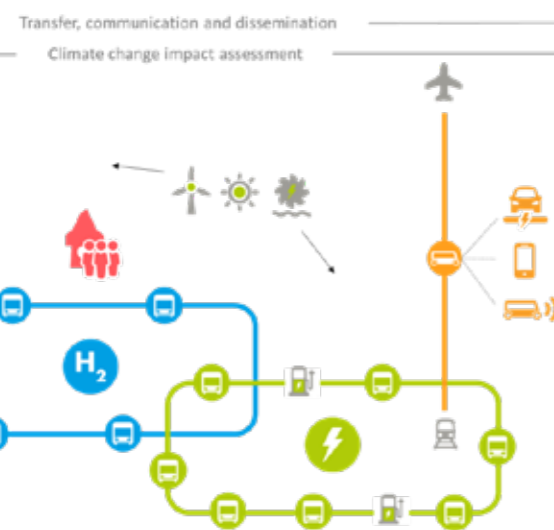 Transfer, communication and dissemination
Climate change impact assessment
H₂